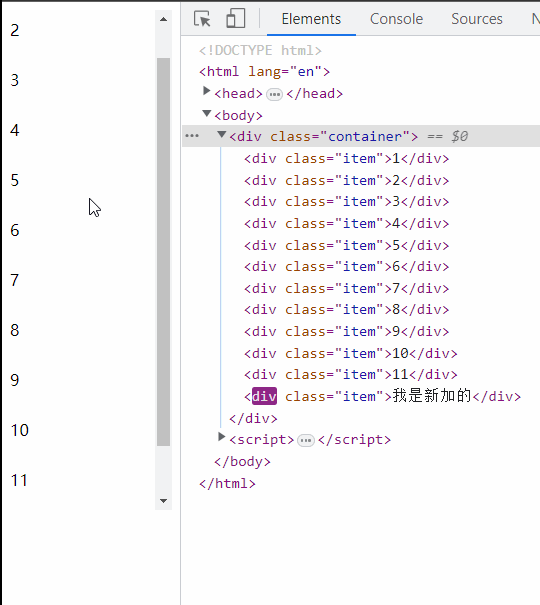 2
3
4
5
6
7
8
9
10
11
Elements Console Sources N
<!DOCTYPE html>
<html lang="en">
<head>…</head>
<body>
… <div class="container"> == $0
<div class="item">1</div>
<div class="item">2</div>
<div class="item">3</div>
<div class="item">4</div>
<div class="item">5</div>
<div class="item">6</div>
<div class="item">7</div>
<div class="item">8</div>
<div class="item">9</div>
<div class="item">10</div>
<div class="item">11</div>
<div class="item">我是新加的</div>
</div>
<script>…</script>
</body>
</html>